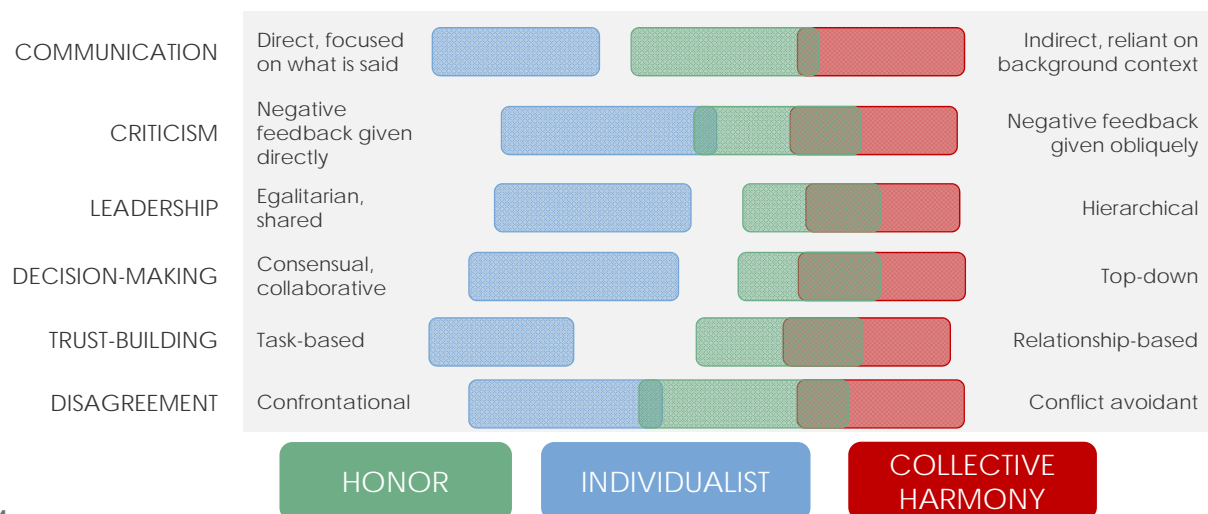 COMMUNICATION
Direct, focused
on what is said
Indirect, reliant on
background context
CRITICISM
Negative
feedback given
directly
Negative feedback
given obliquely
LEADERSHIP
Egalitarian,
shared
Hierarchical
DECISION-MAKING
Consensual,
collaborative
Top-down
TRUST-BUILDING
Task-based
Relationship-based
DISAGREEMENT
Confrontational
Conflict avoidant
HONOR
INDIVIDUALIST
COLLECTIVE
HARMONY